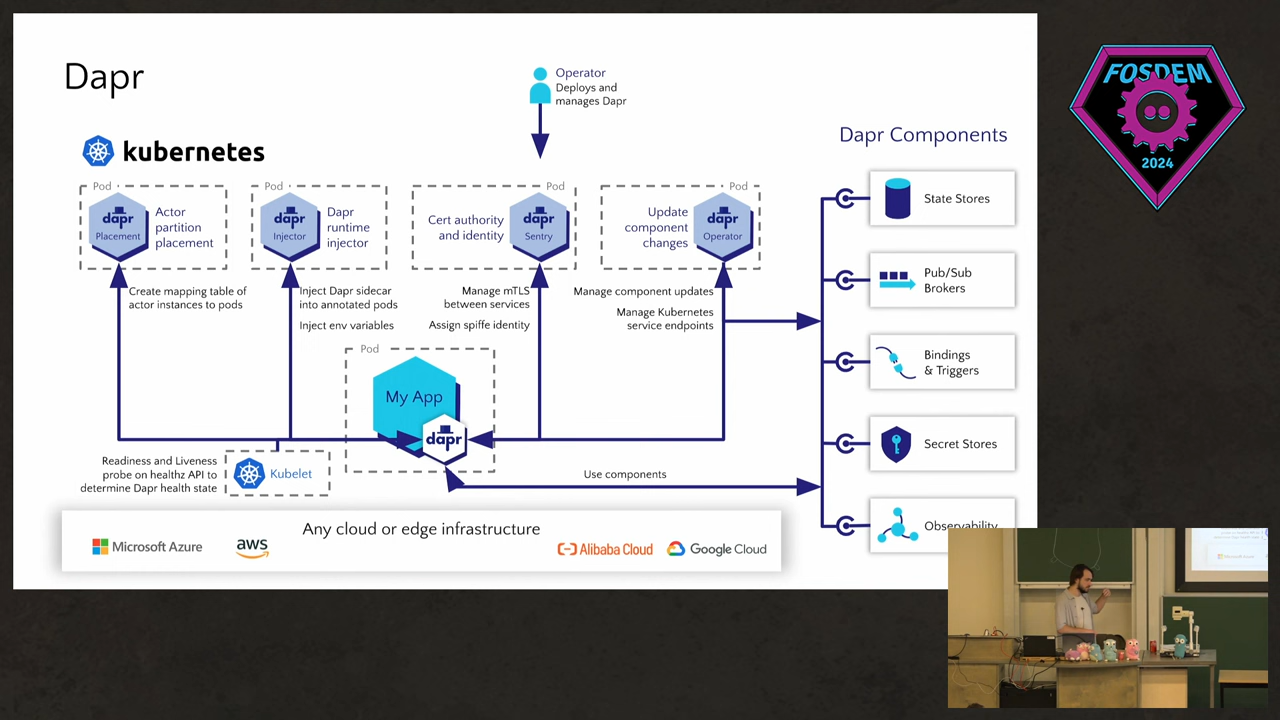 Dapr
Operator
Deploys and
manages Dapr
FOSDEM
2024
kubernetes
Dapr Components
Pod
dapr
Placement
Actor
partition
placement
Pod
dapr
Injector
Dapr
runtime
injector
Pod
Cert authority
and identity
dapr
Sentry
Pod
Update
component
changes
dapr
Operator
State Stores
Pub/Sub
Brokers
Bindings
& Triggers
Secret Stores
Observability
Create mapping table of
actor instances to pods
Inject Dapr sidecar
into annotated pods
Inject env variables
Manage mTLS
between services
Assign spiffe identity
Manage component updates
Manage Kubernetes
service endpoints
Pod
My App
dapr
Readiness and Liveness
probe on healthz API to
determine Dapr health state
Kubelet
Use components
Any cloud or edge infrastructure
Microsoft Azure
aws
Alibaba Cloud
Google Cloud